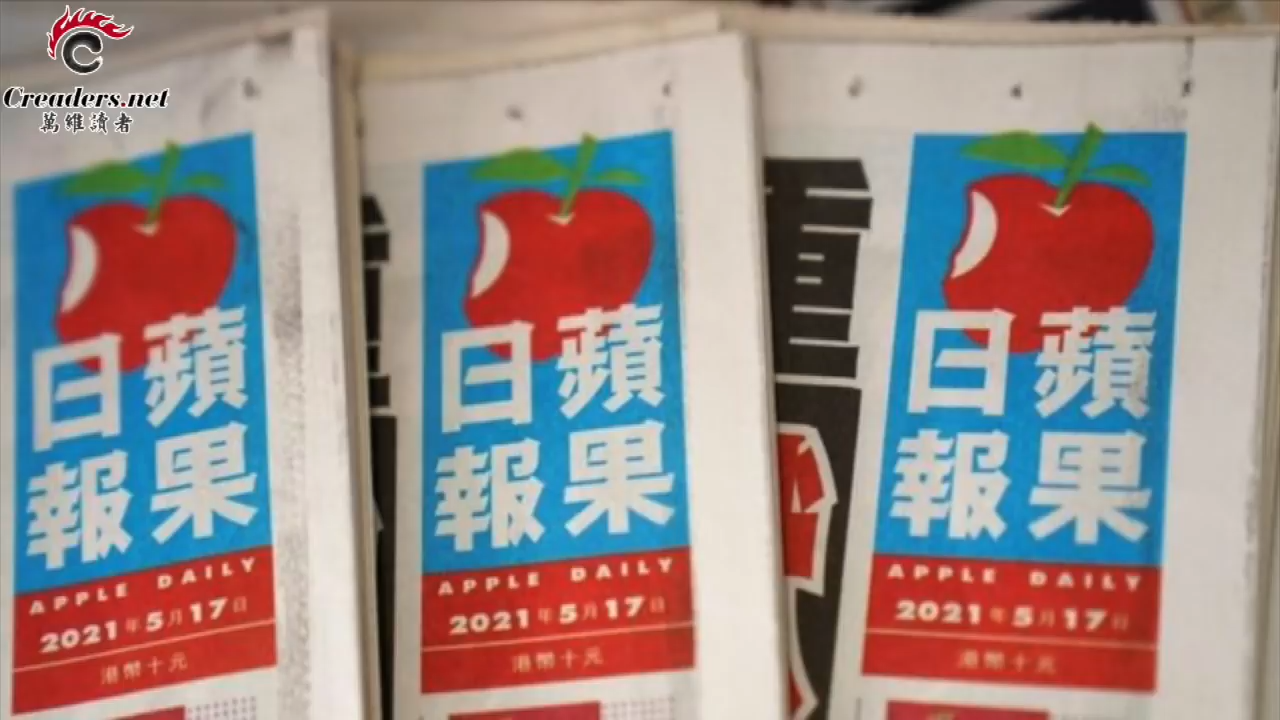 Creaders.net
萬維讀者
蘋果
日報
APPLE DAILY
2021年5月17日
港幣十元
蘋果
日報
APPLE DAILY
2021年5月17日
港幣十元
重
蘋果
日報
APPLE DAILY
2021年5月17日
港幣十元